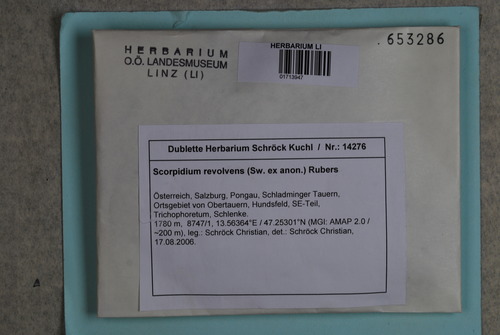 HERBARIUM
O.Ö. LANDESMUSEUM
LINZ (LI)
HERBARIUM LI
01713947
. 653286
Dublette Herbarium Schröck Kuchl / Nr.: 14276
Scorpidium revolvens (Sw. ex anon.) Rubers
Österreich, Salzburg, Pongau, Schladminger Tauern,
Ortsgebiet von Obertauern, Hundsfeld, SE-Teil,
Trichophoretum, Schlenke.
1780 m, 8747/1, 13.56364°E / 47.25301°N (MGI: AMAP 2.0 /
~200 m), leg.: Schröck Christian, det.: Schröck Christian,
17.08.2006.